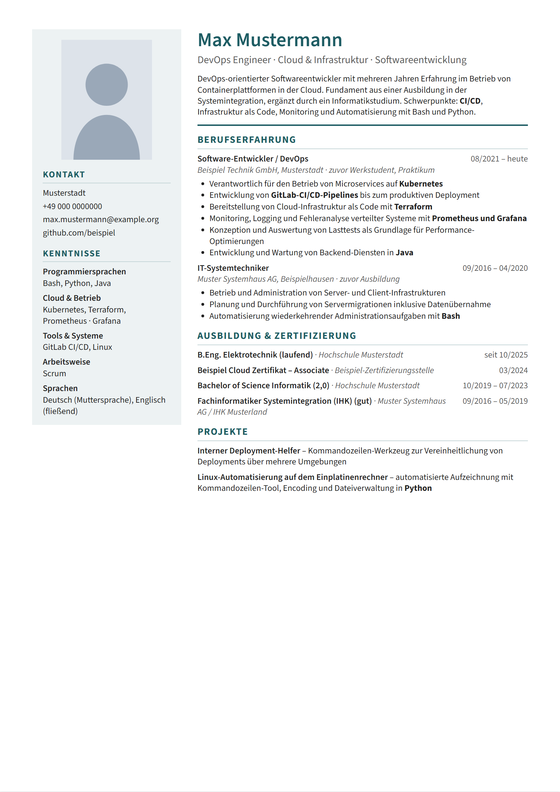 Max Mustermann
DevOps Engineer · Cloud & Infrastruktur · Softwareentwicklung
DevOps-orientierter Softwareentwickler mit mehreren Jahren Erfahrung im Betrieb von
Containerplattformen in der Cloud. Fundament aus einer Ausbildung in der
Systemintegration, ergänzt durch ein Informatikstudium. Schwerpunkte: CI/CD,
Infrastruktur als Code, Monitoring und Automatisierung mit Bash und Python.
KONTAKT
Musterstadt
+49 000 0000000
max.mustermann@example.org
github.com/beispiel
KENNTNISSE
Programmiersprachen
Bash, Python, Java
Cloud & Betrieb
Kubernetes, Terraform,
Prometheus · Grafana
Tools & Systeme
GitLab CI/CD, Linux
Arbeitsweise
Scrum
Sprachen
Deutsch (Muttersprache), Englisch
(fließend)
BERUFSERFAHRUNG
Software-Entwickler / DevOps 08/2021 – heute
Beispiel Technik GmbH, Musterstadt · zuvor Werkstudent, Praktikum
• Verantwortlich für den Betrieb von Microservices auf Kubernetes
• Entwicklung von GitLab-CI/CD-Pipelines bis zum produktiven Deployment
• Bereitstellung von Cloud-Infrastruktur als Code mit Terraform
• Monitoring, Logging und Fehleranalyse verteilter Systeme mit Prometheus und Grafana
• Konzeption und Auswertung von Lasttests als Grundlage für Performance-
Optimierungen
• Entwicklung und Wartung von Backend-Diensten in Java
IT-Systemtechniker 09/2016 – 04/2020
Muster Systemhaus AG, Beispielhausen · zuvor Ausbildung
• Betrieb und Administration von Server- und Client-Infrastrukturen
• Planung und Durchführung von Servermigrationen inklusive Datenübernahme
• Automatisierung wiederkehrender Administrationsaufgaben mit Bash
AUSBILDUNG & ZERTIFIZIERUNG
B.Eng. Elektrotechnik (laufend) · Hochschule Musterstadt seit 10/2025
Beispiel Cloud Zertifikat – Associate · Beispiel-Zertifizierungsstelle 03/2024
Bachelor of Science Informatik (2,0) · Hochschule Musterstadt 10/2019 – 07/2023
Fachinformatiker Systemintegration (IHK) (gut) · Muster Systemhaus 09/2016 – 05/2019
AG / IHK Musterland
PROJEKTE
Interner Deployment-Helfer – Kommandozeilen-Werkzeug zur Vereinheitlichung von
Deployments über mehrere Umgebungen
Linux-Automatisierung auf dem Einplatinenrechner – automatisierte Aufzeichnung mit
Kommandozeilen-Tool, Encoding und Dateiverwaltung in Python